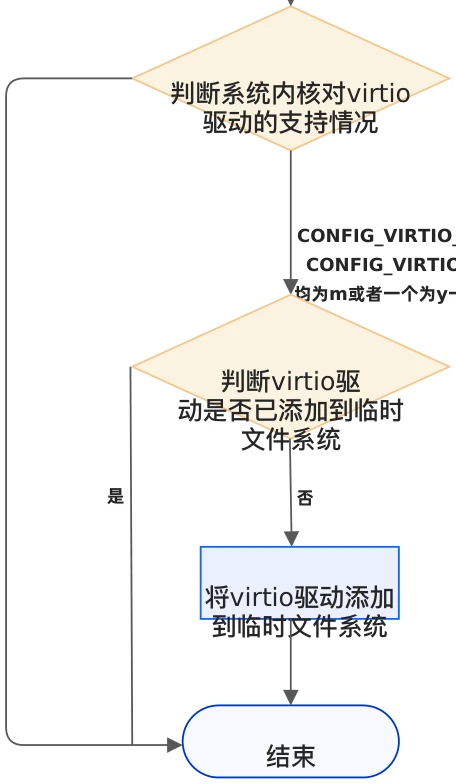 判断系统内核对virtio
驱动的支持情况
CONFIG_VIRTIO_
CONFIG_VIRTIO
均为m或者一个为y一
判断virtio驱
动是否已添加到临时
文件系统
是
否
将virtio驱动添加
到临时文件系统
结束